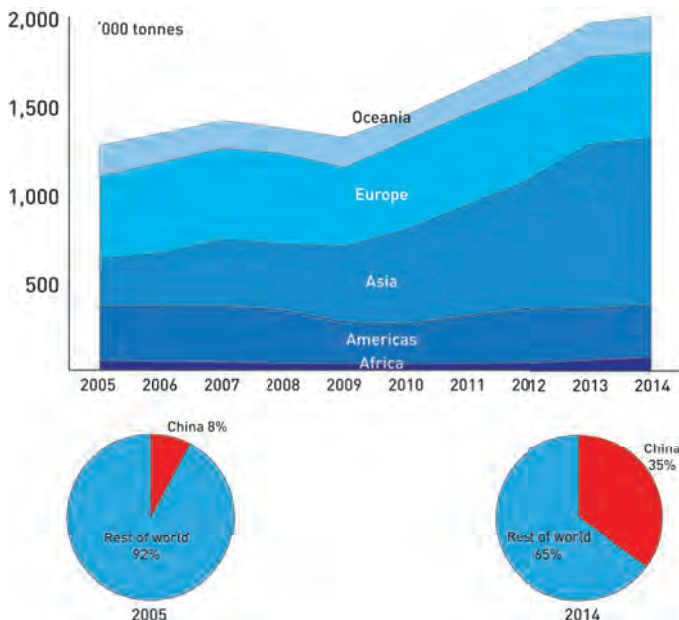 2,000
'000 tonnes
1,500
Oceania
1,000
Europe
500
Asia
Americas
Africa
2005 2006 2007 2008 2009 2010 2011 2012 2013 2014
China 8%
Rest of world
92%
2005
China
35%
Rest of world
65%
2014